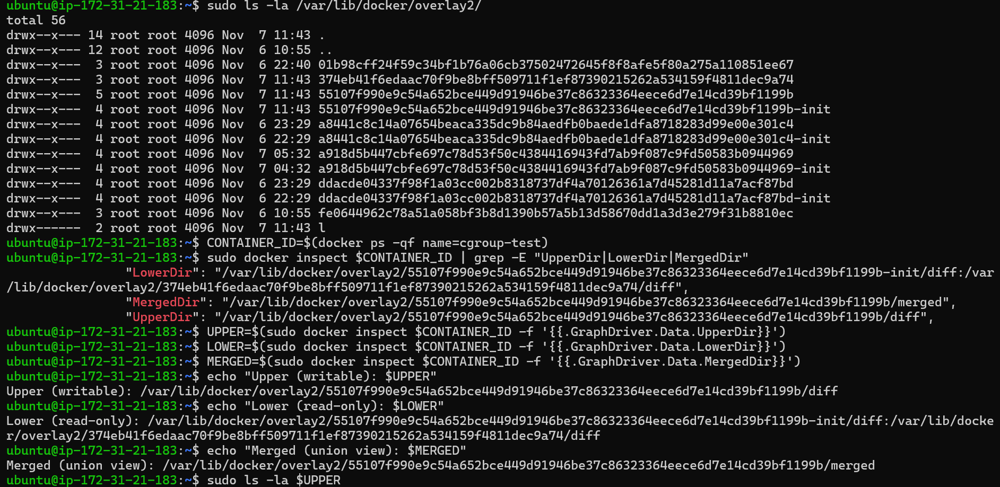 ubuntu@ip-172-31-21-183:~$ sudo ls -la /var/lib/docker/overlay2/
total 56
drwx--x--- 14 root root 4096 Nov  7 11:43 .
drwx--x--- 12 root root 4096 Nov  6 10:55 ..
drwx--x---  3 root root 4096 Nov  6 22:40 01b98cff24f59c34bf1b76a06cb37502472645f8f8afe5f80a275a110851ee67
drwx--x---  3 root root 4096 Nov  7 11:43 374eb41f6edaac70f9be8bff509711f1ef87390215262a534159f4811dec9a74
drwx--x---  5 root root 4096 Nov  7 11:43 55107f990e9c54a652bce449d91946be37c86323364eece6d7e14cd39bf1199b
drwx--x---  4 root root 4096 Nov  7 11:43 55107f990e9c54a652bce449d91946be37c86323364eece6d7e14cd39bf1199b-init
drwx--x---  4 root root 4096 Nov  6 23:29 a8441c8c14a07654beaca335dc9b84aedfb0baede1dfa8718283d99e00e301c4
drwx--x---  4 root root 4096 Nov  6 22:29 a8441c8c14a07654beaca335dc9b84aedfb0baede1dfa8718283d99e00e301c4-init
drwx--x---  4 root root 4096 Nov  7 05:32 a918d5b447cbfe697c78d53f50c4384416943fd7ab9f087c9fd50583b0944969
drwx--x---  4 root root 4096 Nov  7 04:32 a918d5b447cbfe697c78d53f50c4384416943fd7ab9f087c9fd50583b0944969-init
drwx--x---  4 root root 4096 Nov  6 23:29 ddacde04337f98f1a03cc002b8318737df4a70126361a7d45281d11a7acf87bd
drwx--x---  4 root root 4096 Nov  6 22:29 ddacde04337f98f1a03cc002b8318737df4a70126361a7d45281d11a7acf87bd-init
drwx--x---  3 root root 4096 Nov  6 10:55 fe0644962c78a51a058bf3b8d1390b57a5b13d58670dd1a3d3e279f31b8810ec
drwx------  2 root root 4096 Nov  7 11:43 l
ubuntu@ip-172-31-21-183:~$ CONTAINER_ID=$(docker ps -qf name=cgroup-test)
ubuntu@ip-172-31-21-183:~$ sudo docker inspect $CONTAINER_ID | grep -E "UpperDir|LowerDir|MergedDir"
                "LowerDir": "/var/lib/docker/overlay2/55107f990e9c54a652bce449d91946be37c86323364eece6d7e14cd39bf1199b-init/diff:/var
/lib/docker/overlay2/374eb41f6edaac70f9be8bff509711f1ef87390215262a534159f4811dec9a74/diff",
                "MergedDir": "/var/lib/docker/overlay2/55107f990e9c54a652bce449d91946be37c86323364eece6d7e14cd39bf1199b/merged",
                "UpperDir": "/var/lib/docker/overlay2/55107f990e9c54a652bce449d91946be37c86323364eece6d7e14cd39bf1199b/diff",
ubuntu@ip-172-31-21-183:~$ UPPER=$(sudo docker inspect $CONTAINER_ID -f '{{.GraphDriver.Data.UpperDir}}')
ubuntu@ip-172-31-21-183:~$ LOWER=$(sudo docker inspect $CONTAINER_ID -f '{{.GraphDriver.Data.LowerDir}}')
ubuntu@ip-172-31-21-183:~$ MERGED=$(sudo docker inspect $CONTAINER_ID -f '{{.GraphDriver.Data.MergedDir}}')
ubuntu@ip-172-31-21-183:~$ echo "Upper (writable): $UPPER"
Upper (writable): /var/lib/docker/overlay2/55107f990e9c54a652bce449d91946be37c86323364eece6d7e14cd39bf1199b/diff
ubuntu@ip-172-31-21-183:~$ echo "Lower (read-only): $LOWER"
Lower (read-only): /var/lib/docker/overlay2/55107f990e9c54a652bce449d91946be37c86323364eece6d7e14cd39bf1199b-init/diff:/var/lib/docke
r/overlay2/374eb41f6edaac70f9be8bff509711f1ef87390215262a534159f4811dec9a74/diff
ubuntu@ip-172-31-21-183:~$ echo "Merged (union view): $MERGED"
Merged (union view): /var/lib/docker/overlay2/55107f990e9c54a652bce449d91946be37c86323364eece6d7e14cd39bf1199b/merged
ubuntu@ip-172-31-21-183:~$ sudo ls -la $UPPER